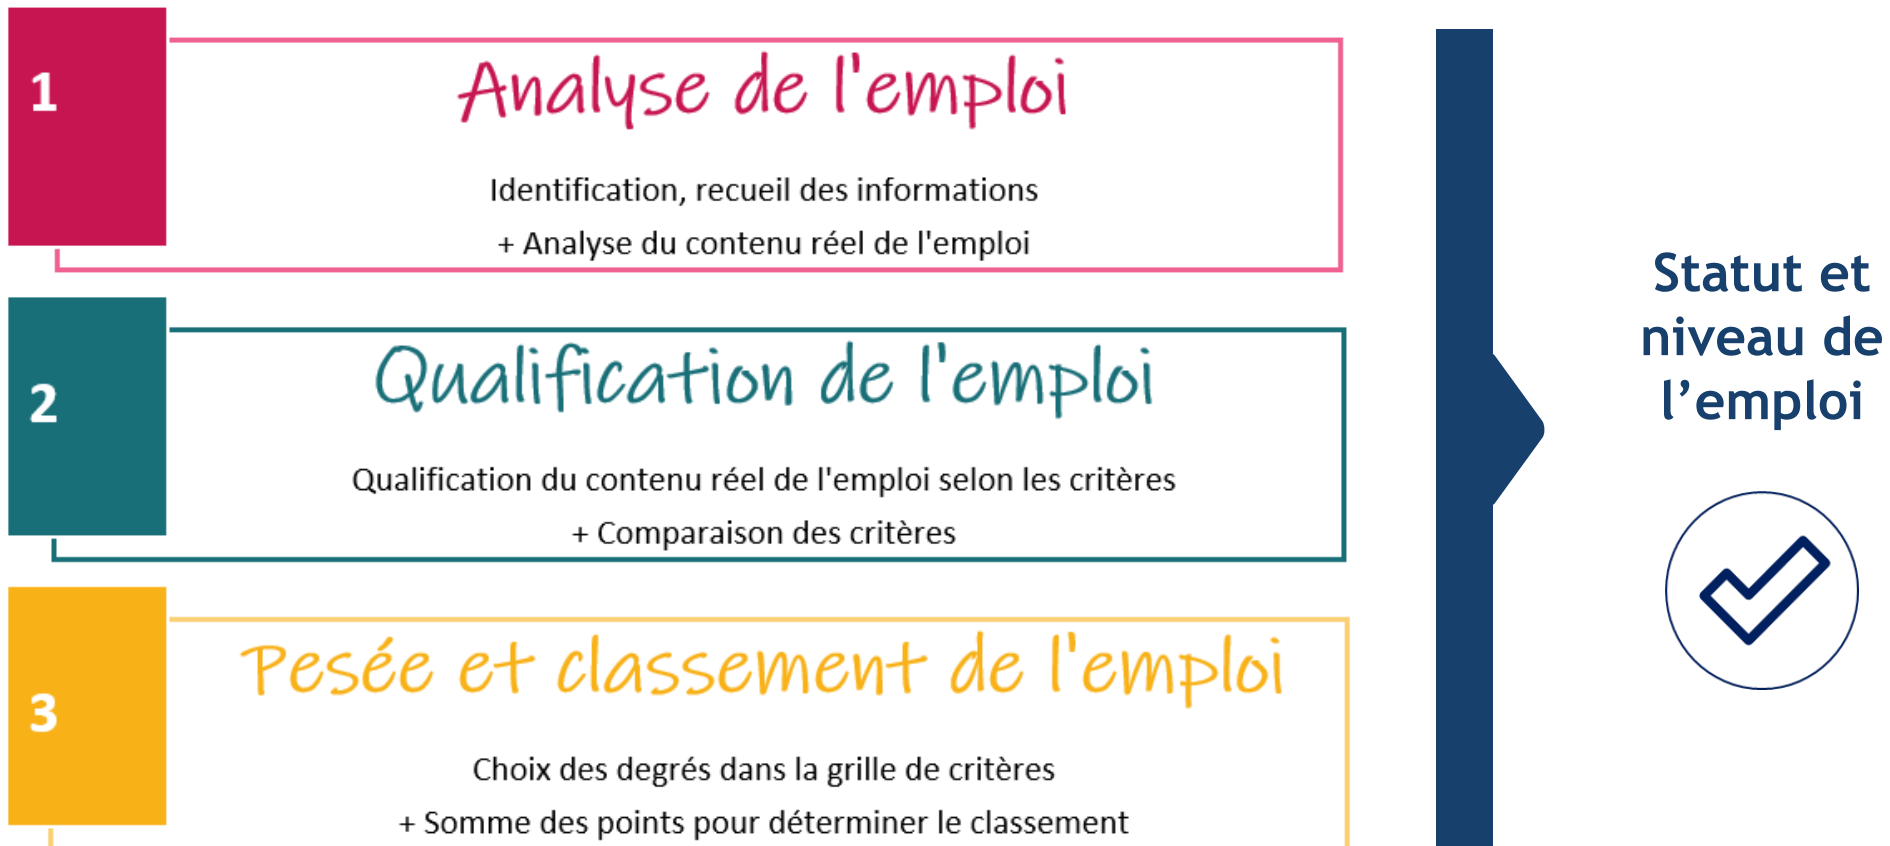 1
Analyse de l'emploi
Identification, recueil des informations
+ Analyse du contenu réel de l'emploi
2
Qualification de l'emploi
Qualification du contenu réel de l'emploi selon les critères
+ Comparaison des critères
3
Pesée et classement de l'emploi
Choix des degrés dans la grille de critères
+ Somme des points pour déterminer le classement
Statut et
niveau de
l’emploi